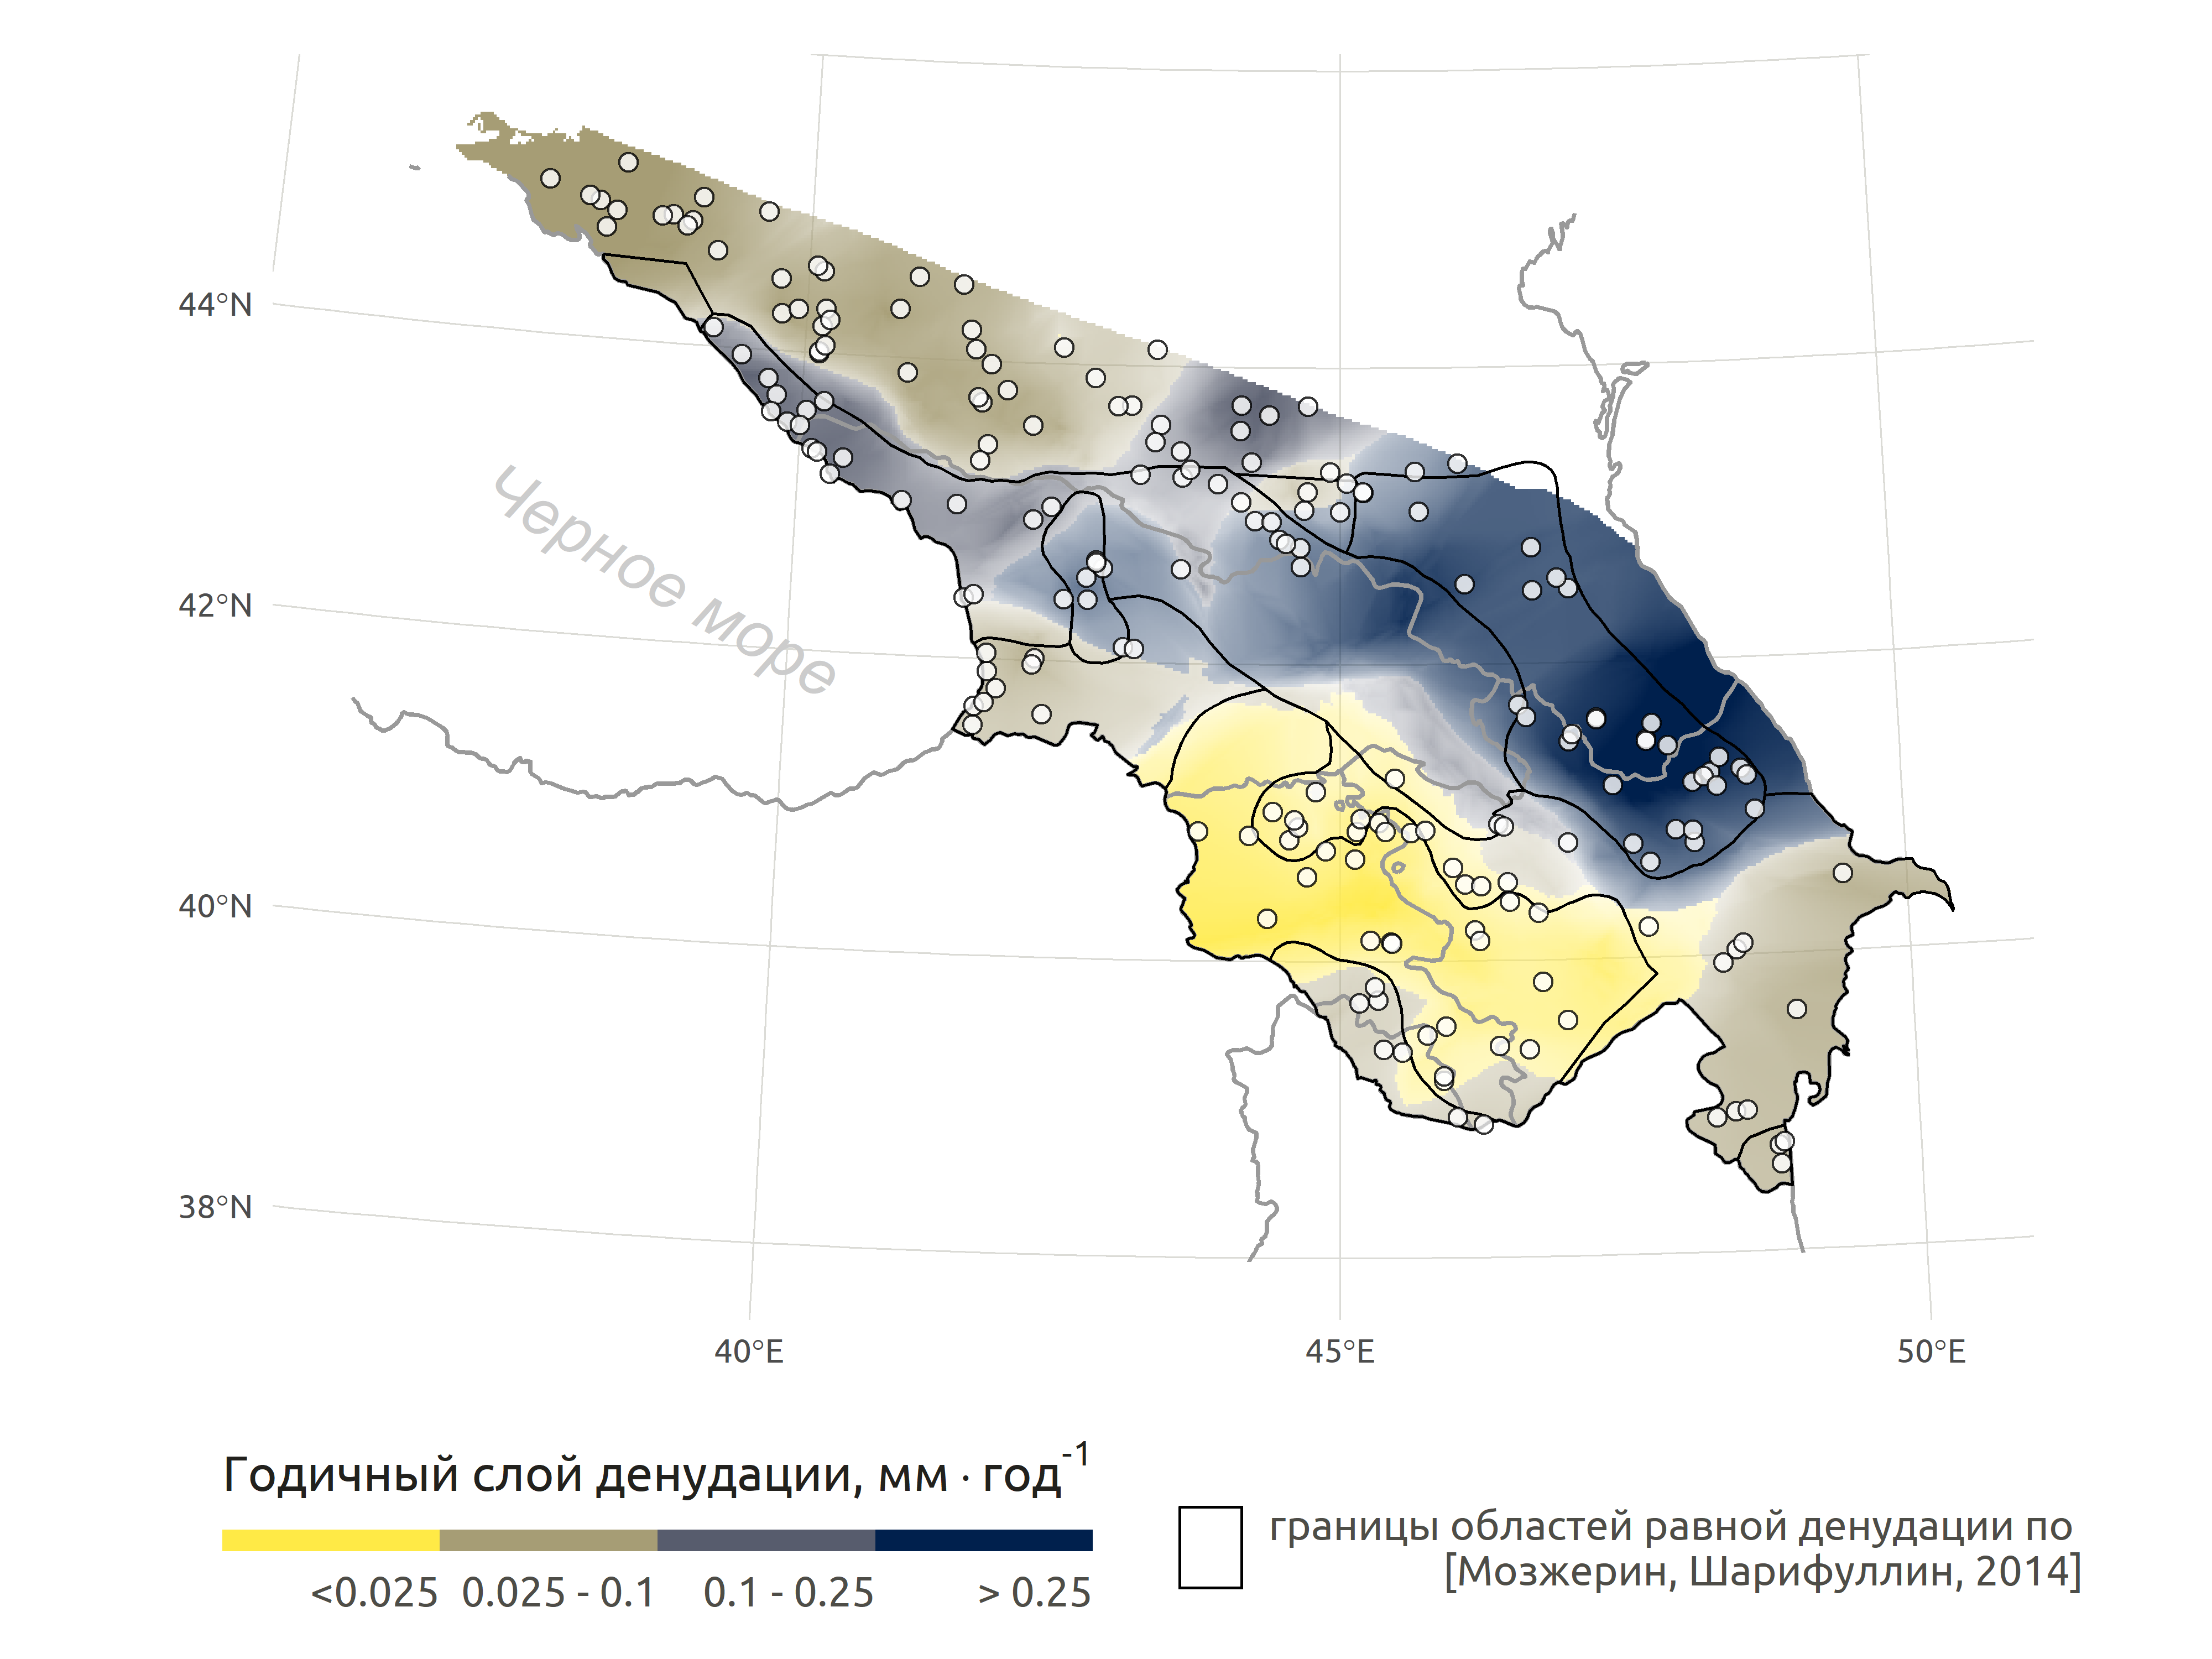 44°N
42°N
40°N
38°N
Черное море
40°E
45°E
50°E
Годичный слой денудации, мм · год⁻¹
<0.025
0.025 - 0.1
0.1 - 0.25
> 0.25
границы областей равной денудации по
[Мозжерин, Шарифуллин, 2014]